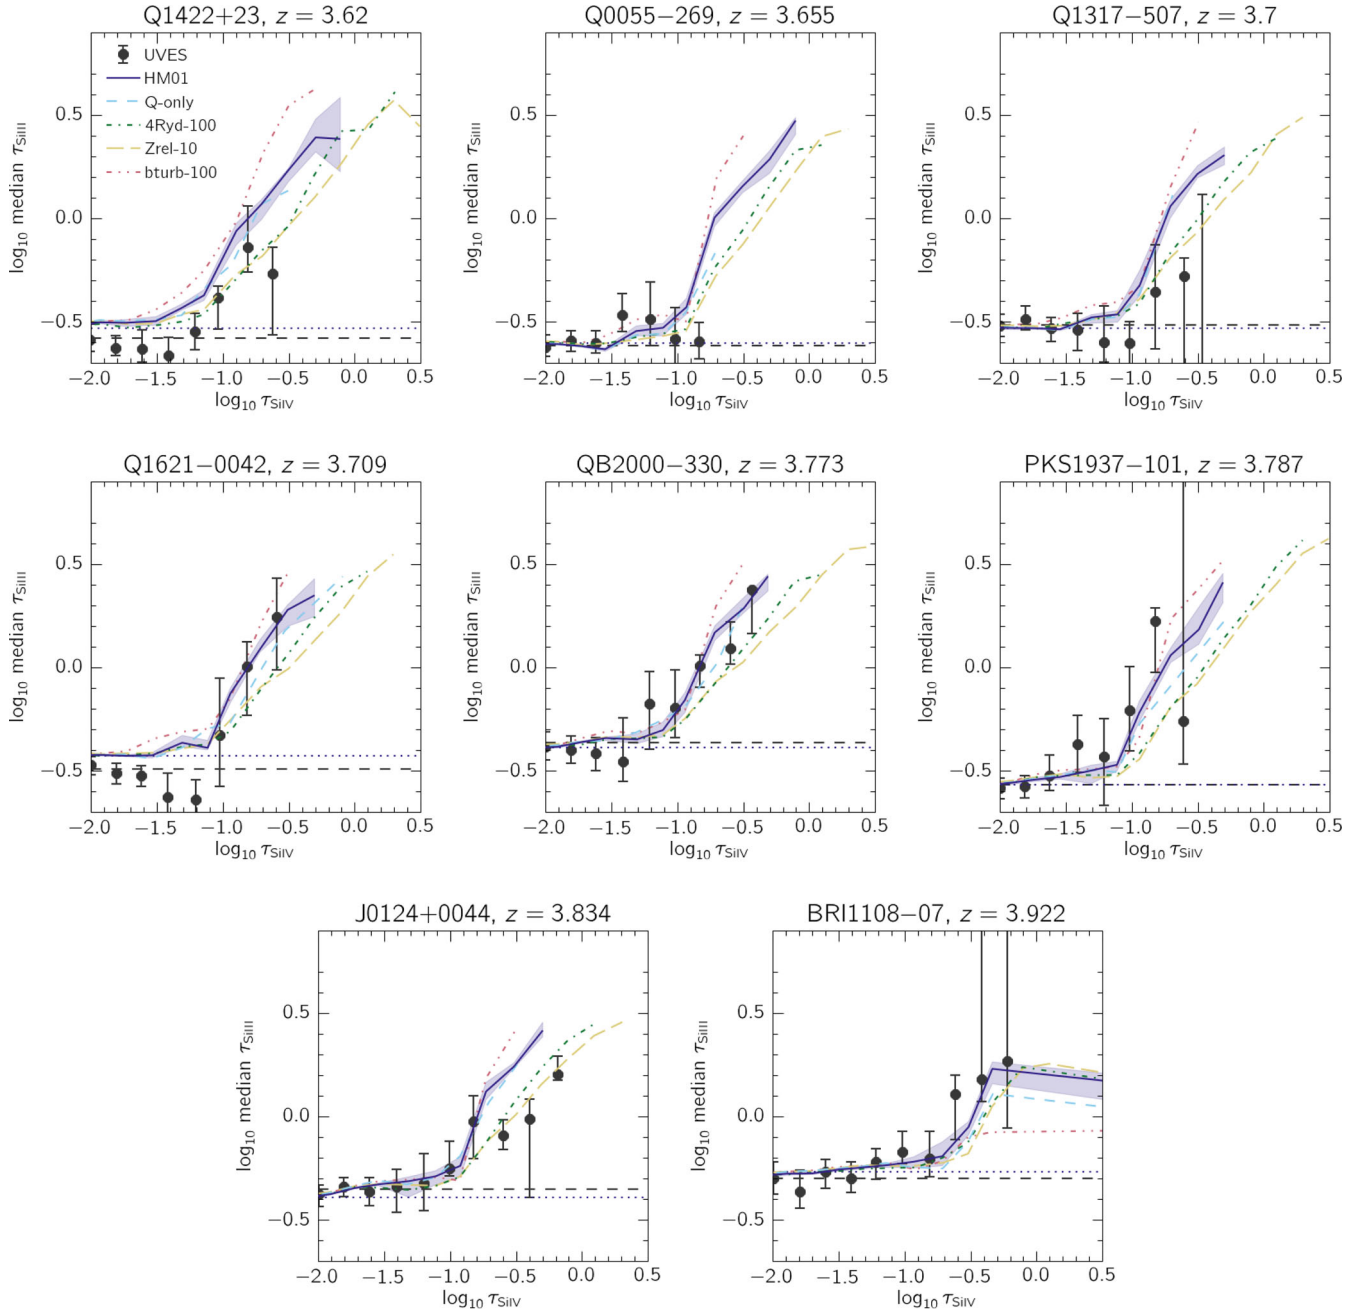 Q1422+23, z = 3.62
Q0055−269, z = 3.655
Q1317−507, z = 3.7
UVES
HM01
Q-only
4Ryd-100
Zrel-10
bturb-100
log10 median τSiIII
0.5
0.0
−0.5
−2.0 −1.5 −1.0 −0.5 0.0 0.5
log10 τSiIV
log10 median τSiIII
0.5
0.0
−0.5
−2.0 −1.5 −1.0 −0.5 0.0 0.5
log10 τSiIV
log10 median τSiIII
0.5
0.0
−0.5
−2.0 −1.5 −1.0 −0.5 0.0 0.5
log10 τSiIV
Q1621−0042, z = 3.709
QB2000−330, z = 3.773
PKS1937−101, z = 3.787
log10 median τSiIII
0.5
0.0
−0.5
−2.0 −1.5 −1.0 −0.5 0.0 0.5
log10 τSiIV
log10 median τSiIII
0.5
0.0
−0.5
−2.0 −1.5 −1.0 −0.5 0.0 0.5
log10 τSiIV
log10 median τSiIII
0.5
0.0
−0.5
−2.0 −1.5 −1.0 −0.5 0.0 0.5
log10 τSiIV
J0124+0044, z = 3.834
BRI1108−07, z = 3.922
log10 median τSiIII
0.5
0.0
−0.5
−2.0 −1.5 −1.0 −0.5 0.0 0.5
log10 τSiIV
log10 median τSiIII
0.5
0.0
−0.5
−2.0 −1.5 −1.0 −0.5 0.0 0.5
log10 τSiIV